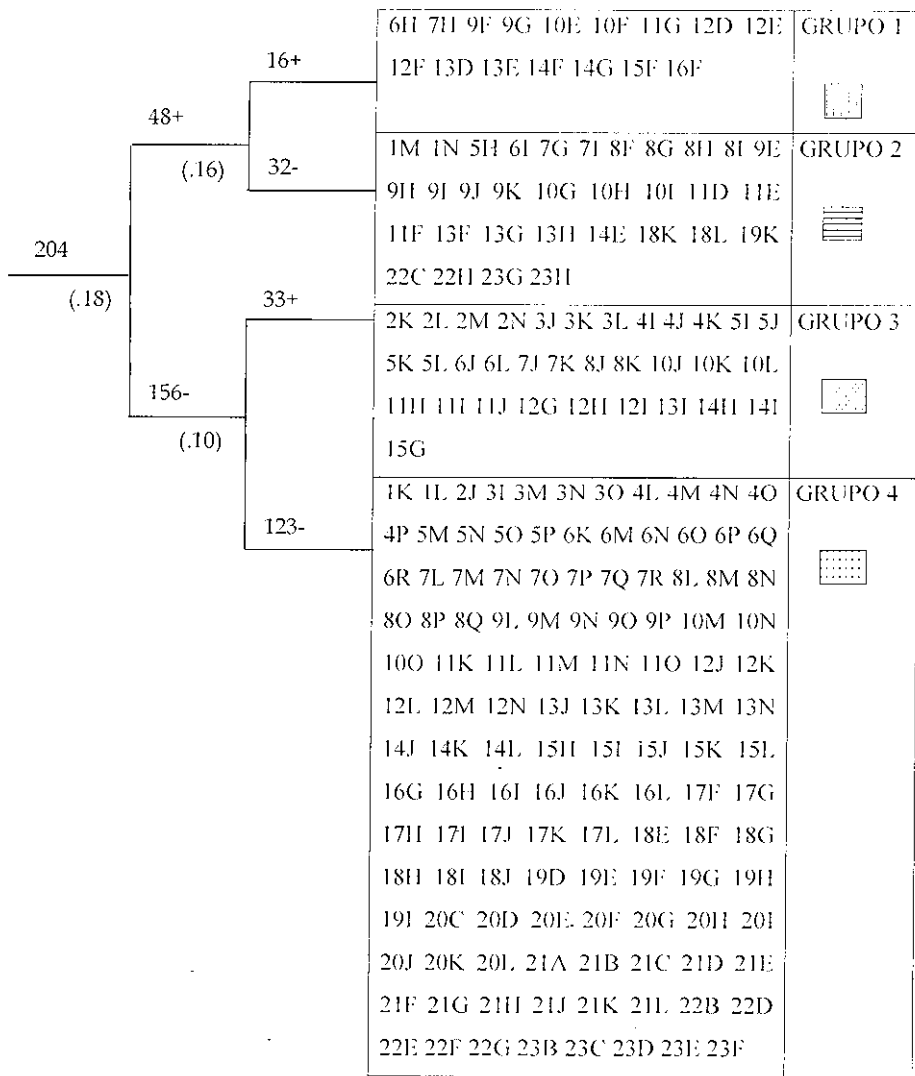 6H 7H 9F 9G 10E 10F 11G 12D 12E GRUPO 1
12F 13D 13E 14F 14G 15F 16F
16+
48+
(.16)
32-
1M 1N 5H 6I 7G 7I 8F 8G 8H 8I 9E GRUPO 2
9H 9I 9J 9K 10G 10H 10I 11D 11E
11F 13F 13G 13H 14E 18K 18L 19K
22C 22H 23G 23H
204
(.18)
33+
2K 2L 2M 2N 3J 3K 3L 4I 4J 4K 5I 5J GRUPO 3
5K 5L 6J 6L 7J 7K 8J 8K 10J 10K 10L
11H 11I 11J 12G 12H 12I 13I 14H 14I
15G
156-
(.10)
123-
1K 1L 2J 3I 3M 3N 3O 4L 4M 4N 4O GRUPO 4
4P 5M 5N 5O 5P 6K 6M 6N 6O 6P 6Q
6R 7L 7M 7N 7O 7P 7Q 7R 8L 8M 8N
8O 8P 8Q 9L 9M 9N 9O 9P 10M 10N
10O 11K 11L 11M 11N 11O 12J 12K
12L 12M 12N 13J 13K 13L 13M 13N
14J 14K 14L 15H 15I 15J 15K 15L
16G 16H 16I 16J 16K 16L 17F 17G
17H 17I 17J 17K 17L 18E 18F 18G
18H 18I 18J 19D 19E 19F 19G 19H
19I 20C 20D 20E 20F 20G 20H 20I
20J 20K 20L 21A 21B 21C 21D 21E
21F 21G 21H 21J 21K 21L 22B 22D
22E 22F 22G 23B 23C 23D 23E 23F